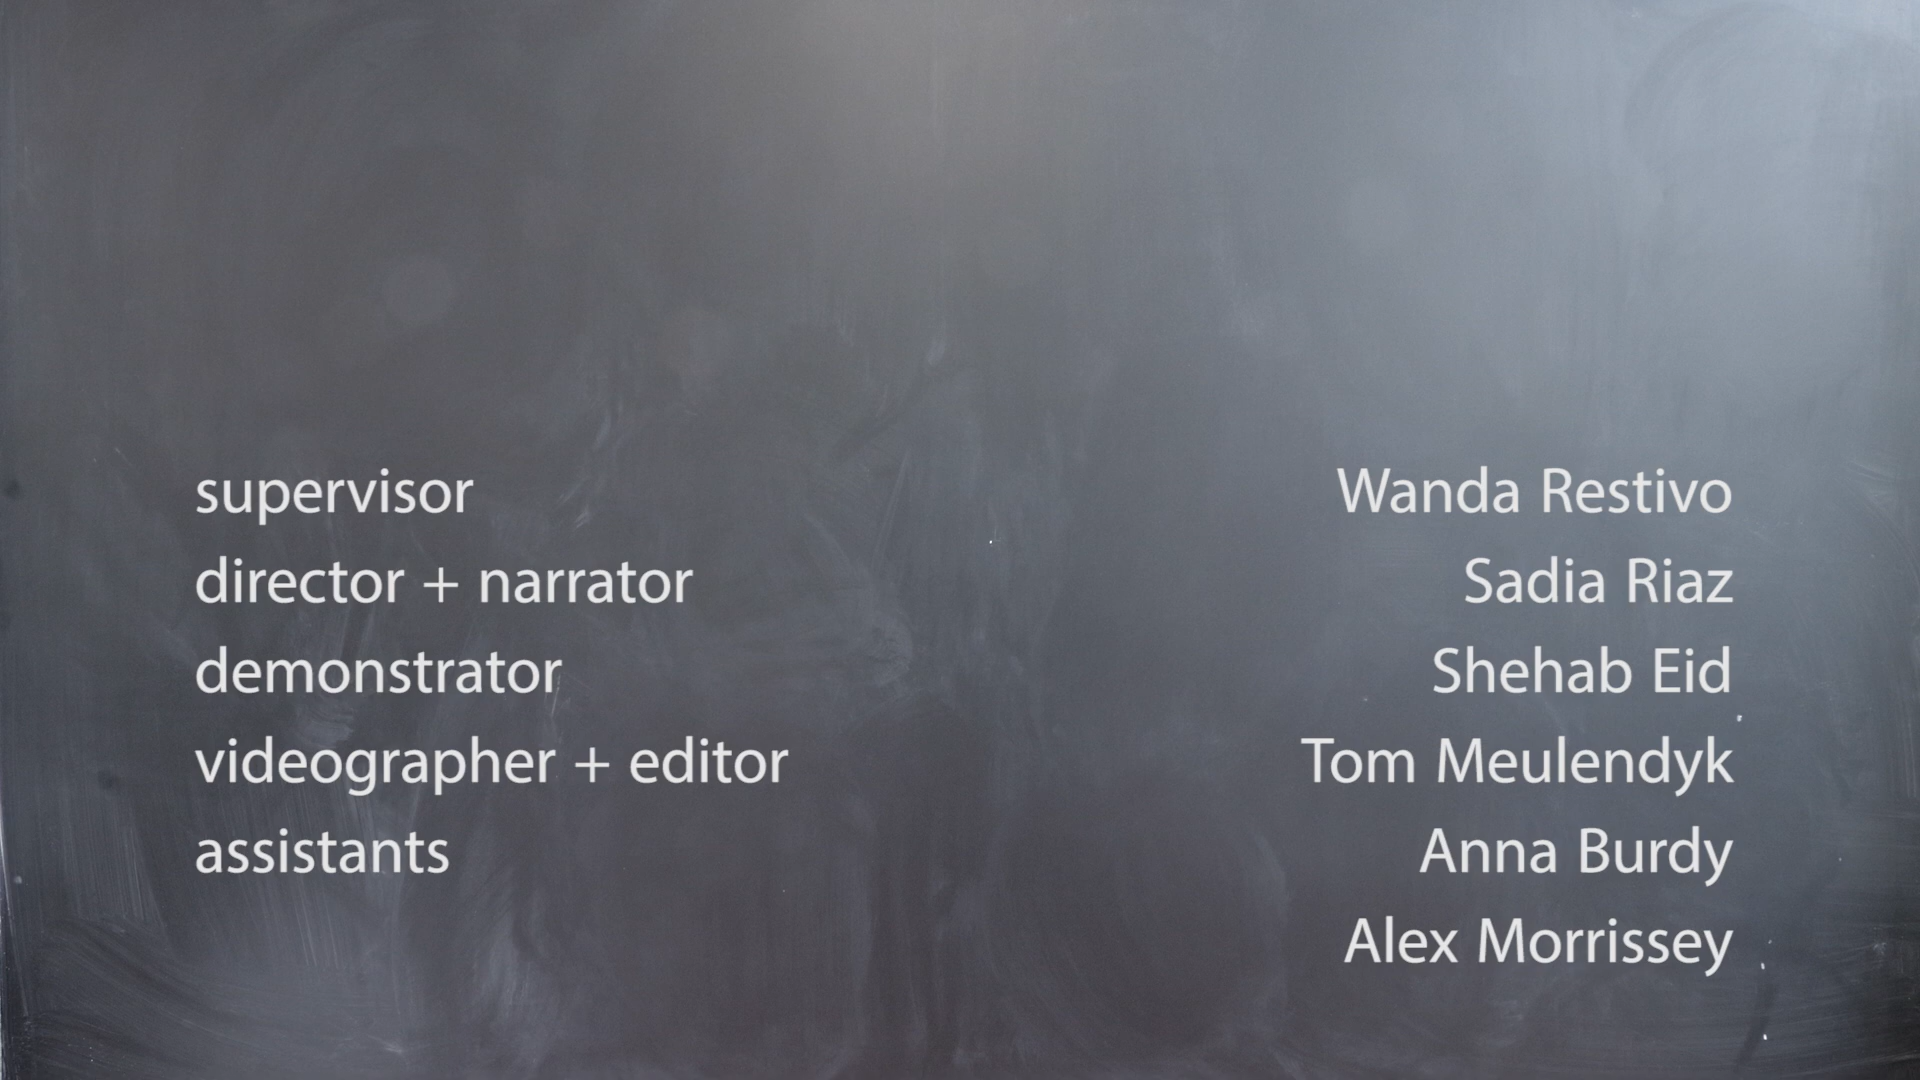 supervisor Wanda Restivo
director + narrator Sadia Riaz
demonstrator Shehab Eid
videographer + editor Tom Meulendyk
assistants Anna Burdy
Alex Morrissey